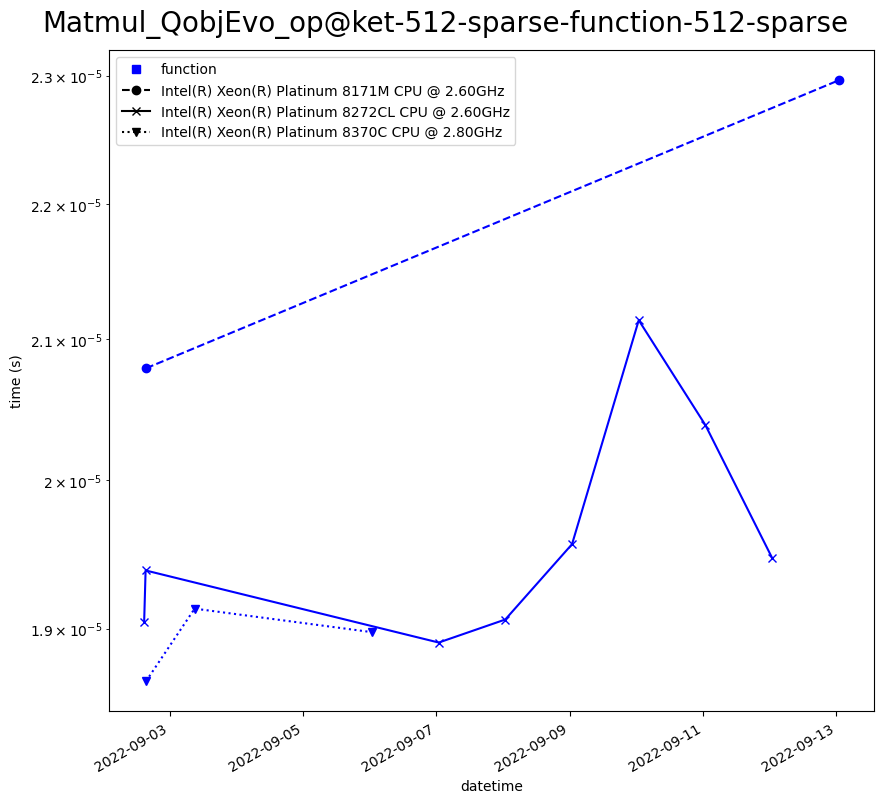 Matmul_QobjEvo_op@ket-512-sparse-function-512-sparse
function
Intel(R) Xeon(R) Platinum 8171M CPU @ 2.60GHz
Intel(R) Xeon(R) Platinum 8272CL CPU @ 2.60GHz
Intel(R) Xeon(R) Platinum 8370C CPU @ 2.80GHz
2.3 × 10⁻⁵
2.2 × 10⁻⁵
2.1 × 10⁻⁵
2 × 10⁻⁵
1.9 × 10⁻⁵
time (s)
2022-09-03
2022-09-05
2022-09-07
2022-09-09
2022-09-11
2022-09-13
datetime